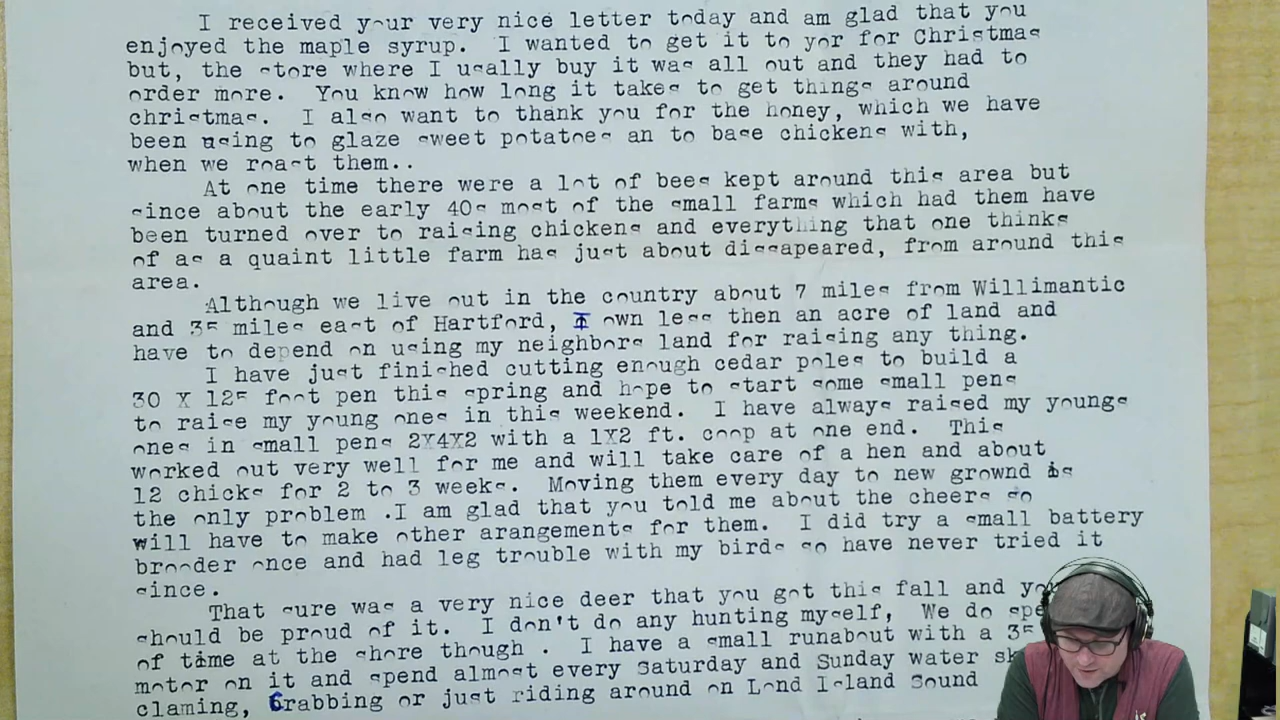 I received your very nice letter today and am glad that you
enjoyed the maple syrup. I wanted to get it to yor for Christmas
but, the store where I ually buy it was all out and they had to
order more. You know how long it takes to get things around
christmas. I also want to thank you for the honey, which we have
been using to glaze sweet potatoes an to base chickens with,
when we roast them..
At one time there were a lot of bees kept around this area but
since about the early 40s most of the small farms which had them have
been turned over to raising chickens and everything that one thinks
of as a quaint little farm has just about dissapeared, from around this
area.
Although we live out in the country about 7 miles from Willimantic
and 35 miles east of Hartford, I own less then an acre of land and
have to depend on using my neighbors land for raising any thing.
I have just finished cutting enough cedar poles to build a
30 X 125 foot pen this spring and hope to start some small pens
to raise my young ones in this weekend. I have always raised my youngs
ones in small pens 2X4X2 with a 1X2 ft. coop at one end. This
worked out very well for me and will take care of a hen and about
12 chicks for 2 to 3 weeks. Moving them every day to new grownd is
the only problem .I am glad that you told me about the cheers so
will have to make other arangements for them. I did try a small battery
brooder once and had leg trouble with my birds so have never tried it
since.
That sure was a very nice deer that you got this fall and
should be proud of it. I don't do any hunting myself, We do
of time at the shore though . I have a small runabout with a 35
motor on it and spend almost every Saturday and Sunday water
claming, Crabbing or just riding around on Lond Island Sound